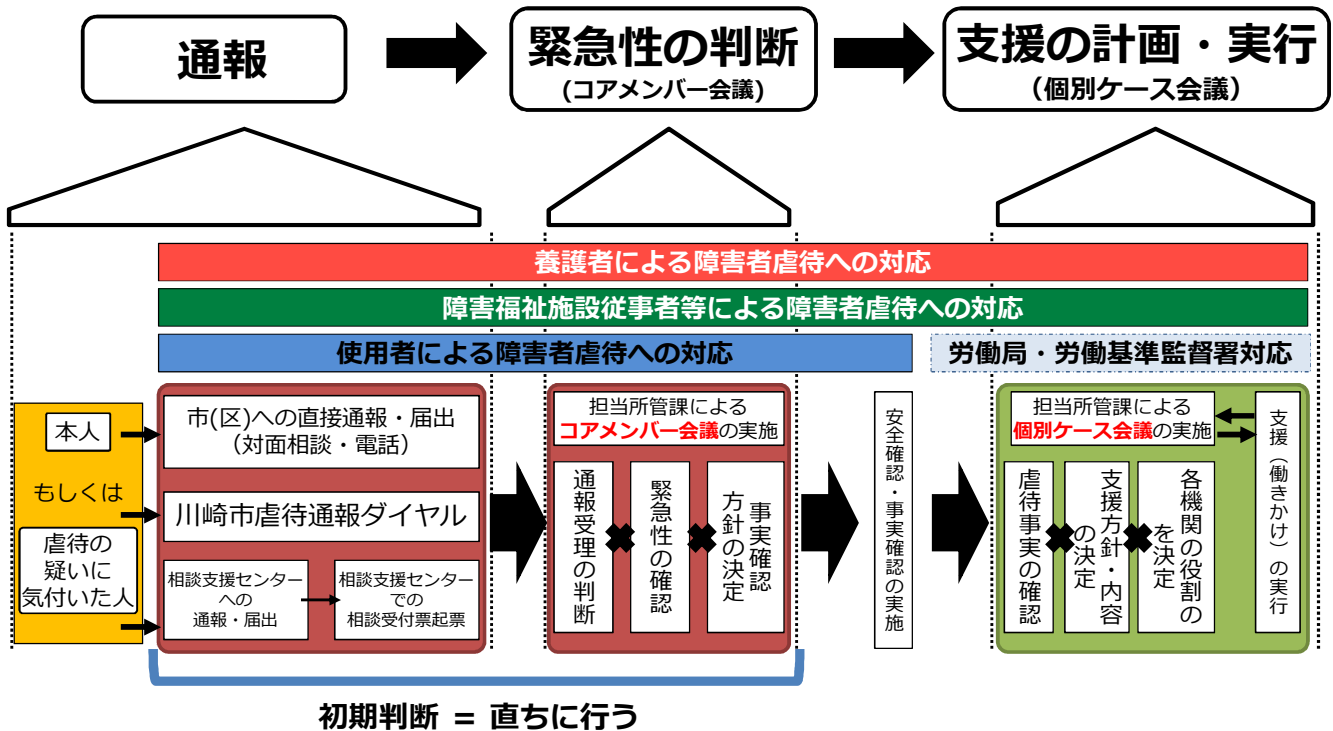 通報
緊急性の判断
(コアメンバー会議)
支援の計画・実行
(個別ケース会議)
養護者による障害者虐待への対応
障害福祉施設従事者等による障害者虐待への対応
使用者による障害者虐待への対応
労働局・労働基準監督署対応
本人
もしくは
虐待の
疑いに
気付いた人
市(区)への直接通報・届出
(対面相談・電話)
川崎市虐待通報ダイヤル
相談支援センター
への
通報・届出
相談支援センター
での
相談受付票起票
担当所管課による
コアメンバー会議の実施
通報受理の判断
緊急性の確認
事実確認
方針の決定
安全確認・事実確認の実施
担当所管課による
個別ケース会議の実施
虐待事実の確認
支援方針・内容
の決定
各機関の役割の
を決定
支援(働きかけ)の実行
初期判断 = 直ちに行う